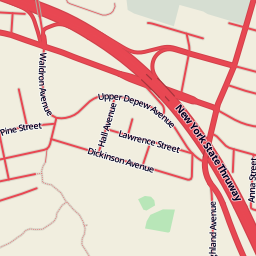 Waldron Avenue
Upper Depew Avenue
New York State Thruway
Pine Street
Hall Avenue
Lawrence Street
Dickinson Avenue
Anna Street
ghland Avenue